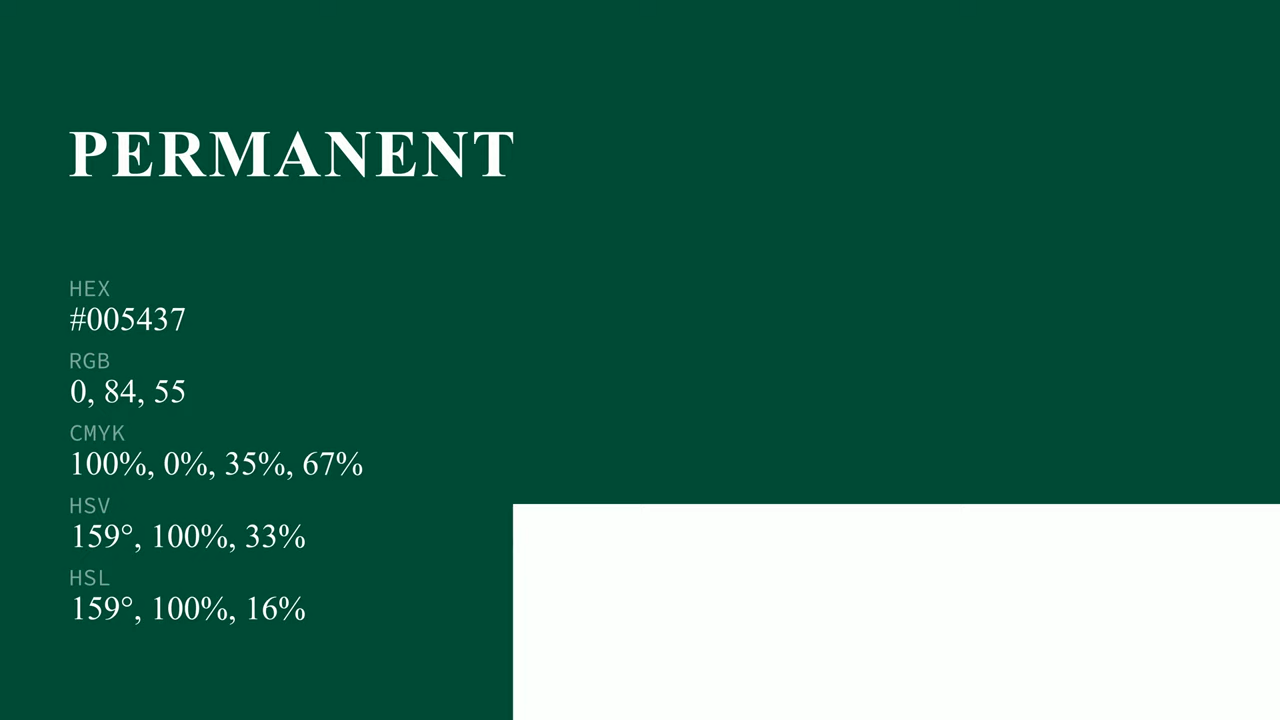 PERMANENT
HEX
#005437
RGB
0, 84, 55
CMYK
100%, 0%, 35%, 67%
HSV
159°, 100%, 33%
HSL
159°, 100%, 16%